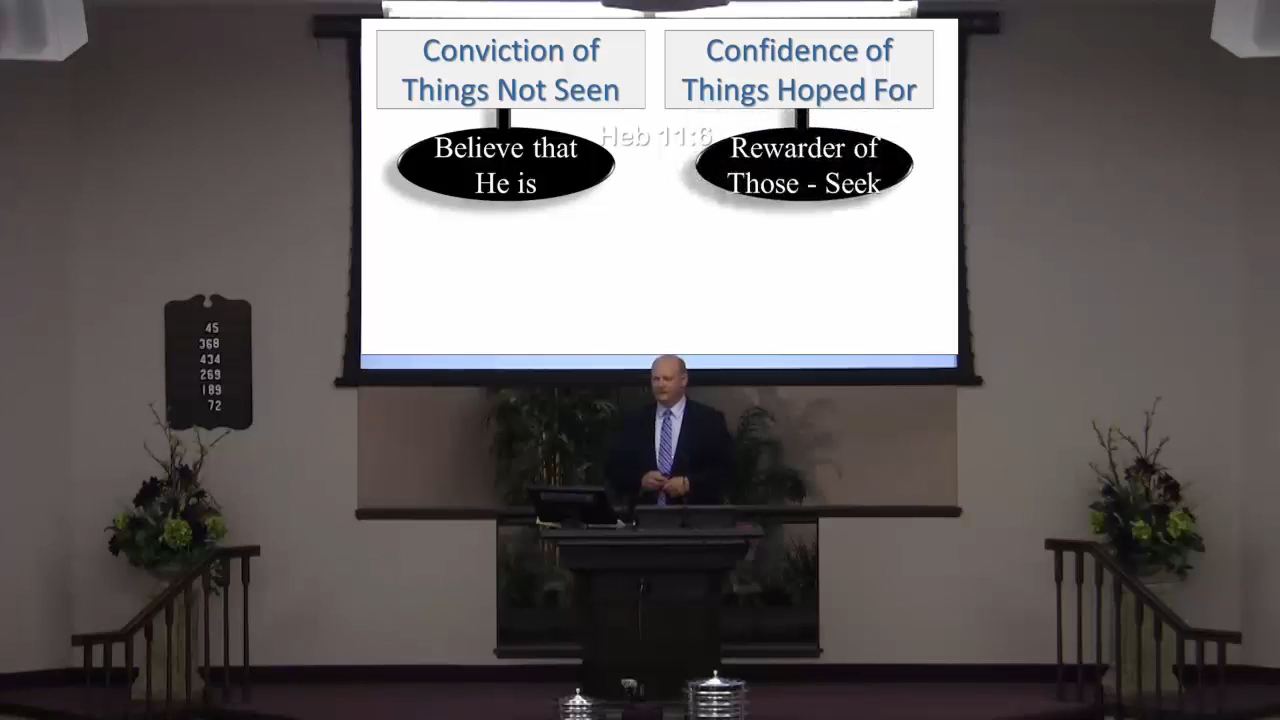 Conviction of
Things Not Seen
Confidence of
Things Hoped For
Heb 11:6
Believe that
He is
Rewarder of
Those - Seek
45
368
434
269
189
72